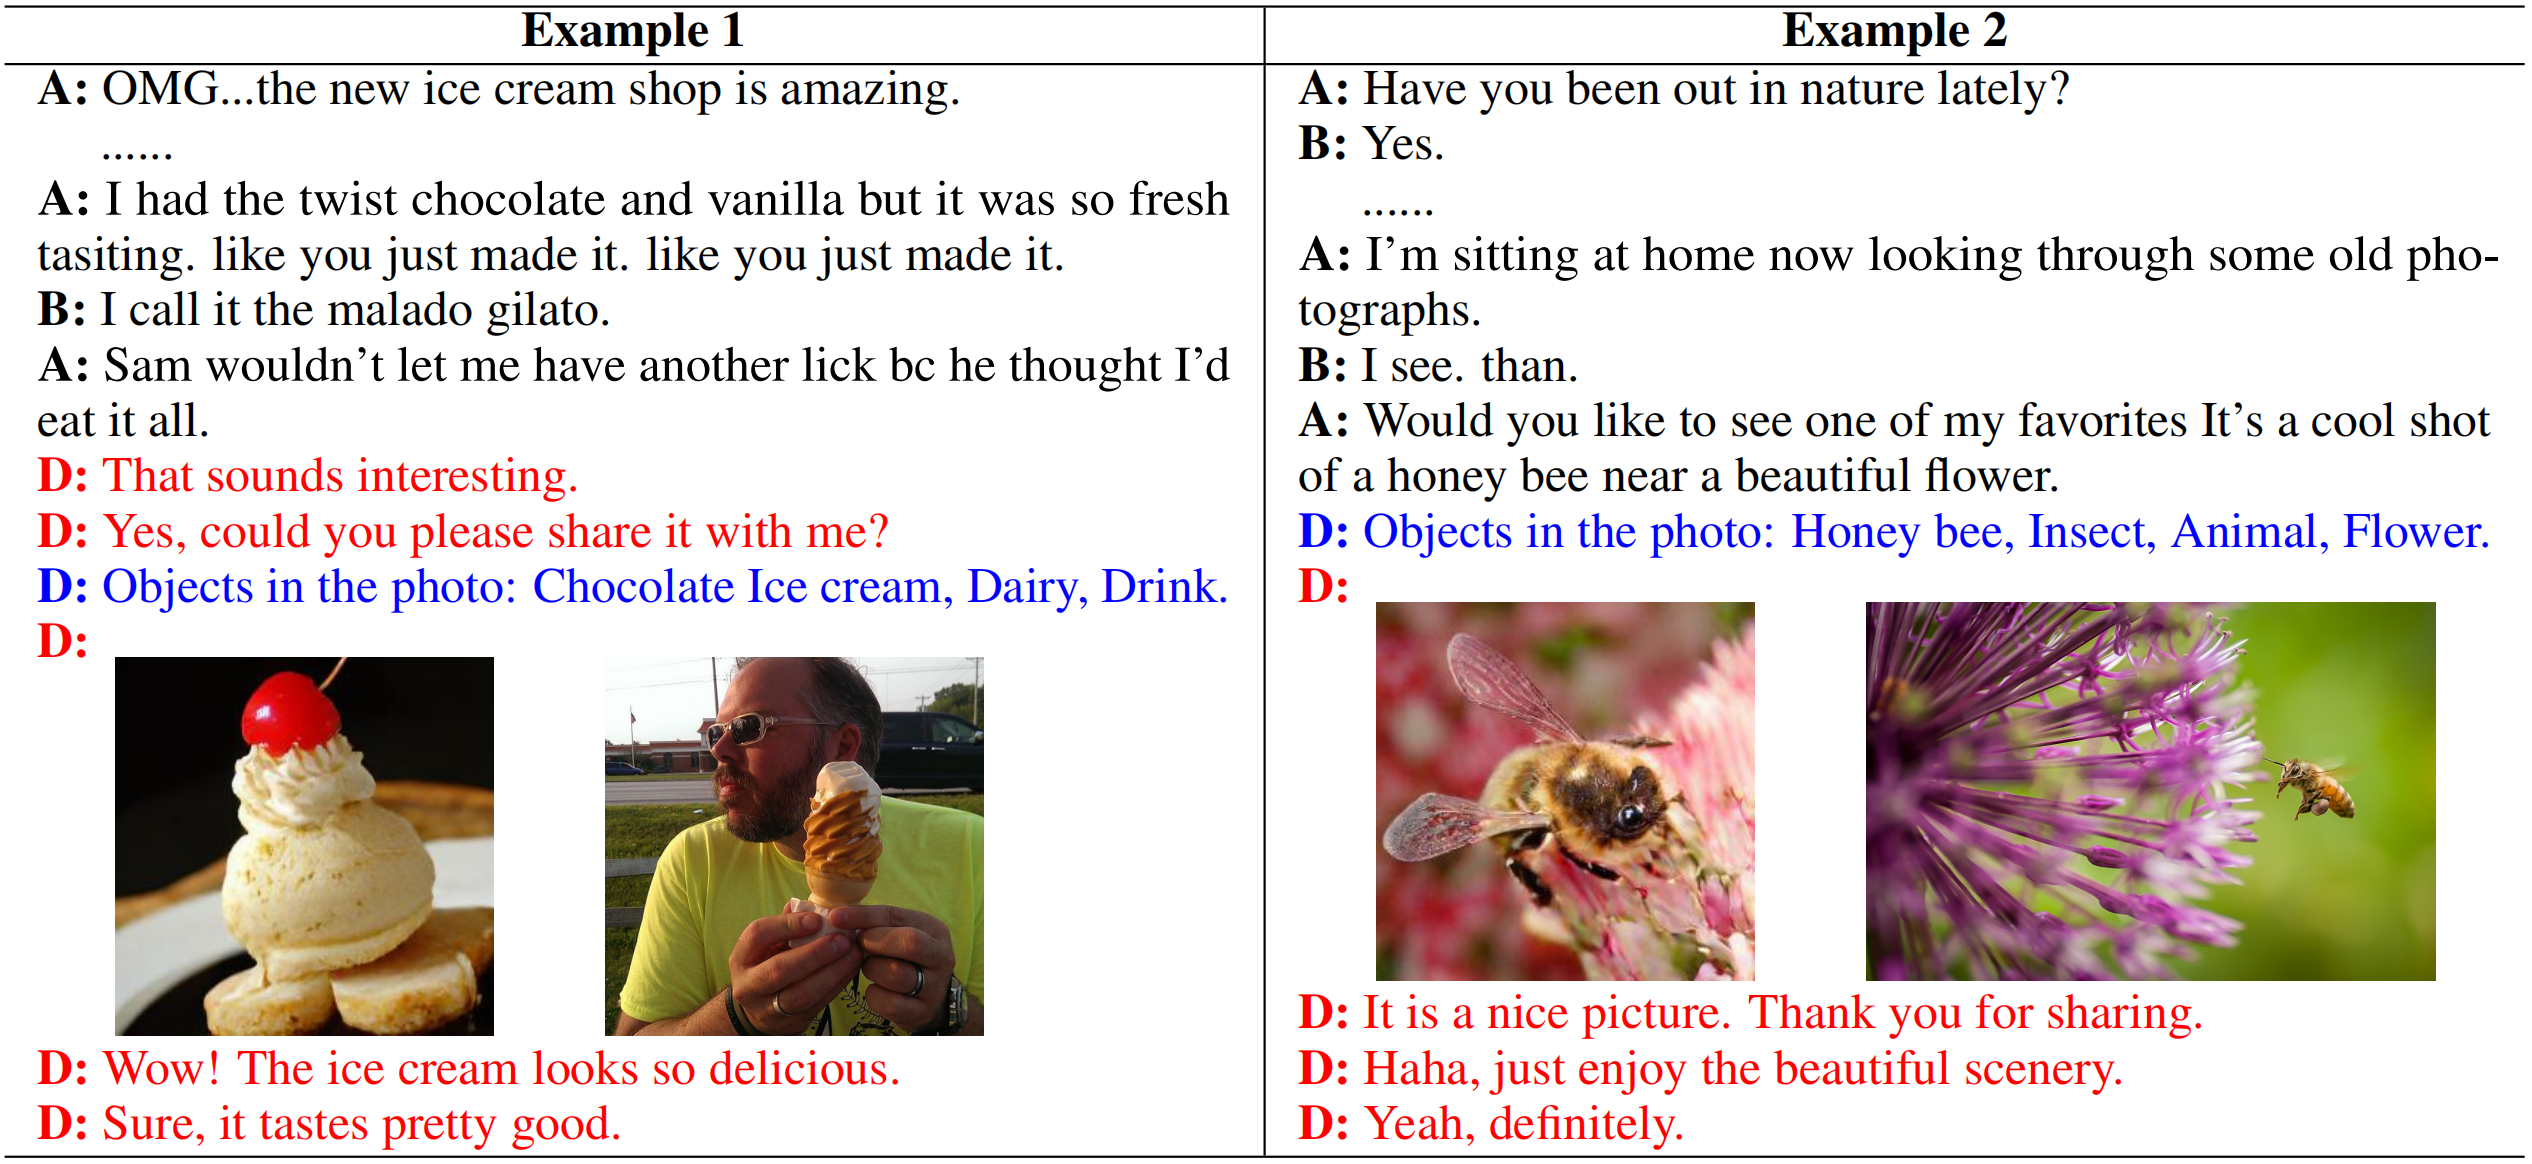 Example 1
A: OMG...the new ice cream shop is amazing.
......
A: I had the twist chocolate and vanilla but it was so fresh
tasiting. like you just made it. like you just made it.
B: I call it the malado gilato.
A: Sam wouldn't let me have another lick bc he thought I'd
eat it all.
D: That sounds interesting.
D: Yes, could you please share it with me?
D: Objects in the photo: Chocolate Ice cream, Dairy, Drink.
D:
D: Wow! The ice cream looks so delicious.
D: Sure, it tastes pretty good.
Example 2
A: Have you been out in nature lately?
B: Yes.
......
A: I'm sitting at home now looking through some old pho-
tographs.
B: I see. than.
A: Would you like to see one of my favorites It's a cool shot
of a honey bee near a beautiful flower.
D: Objects in the photo: Honey bee, Insect, Animal, Flower.
D:
D: It is a nice picture. Thank you for sharing.
D: Haha, just enjoy the beautiful scenery.
D: Yeah, definitely.